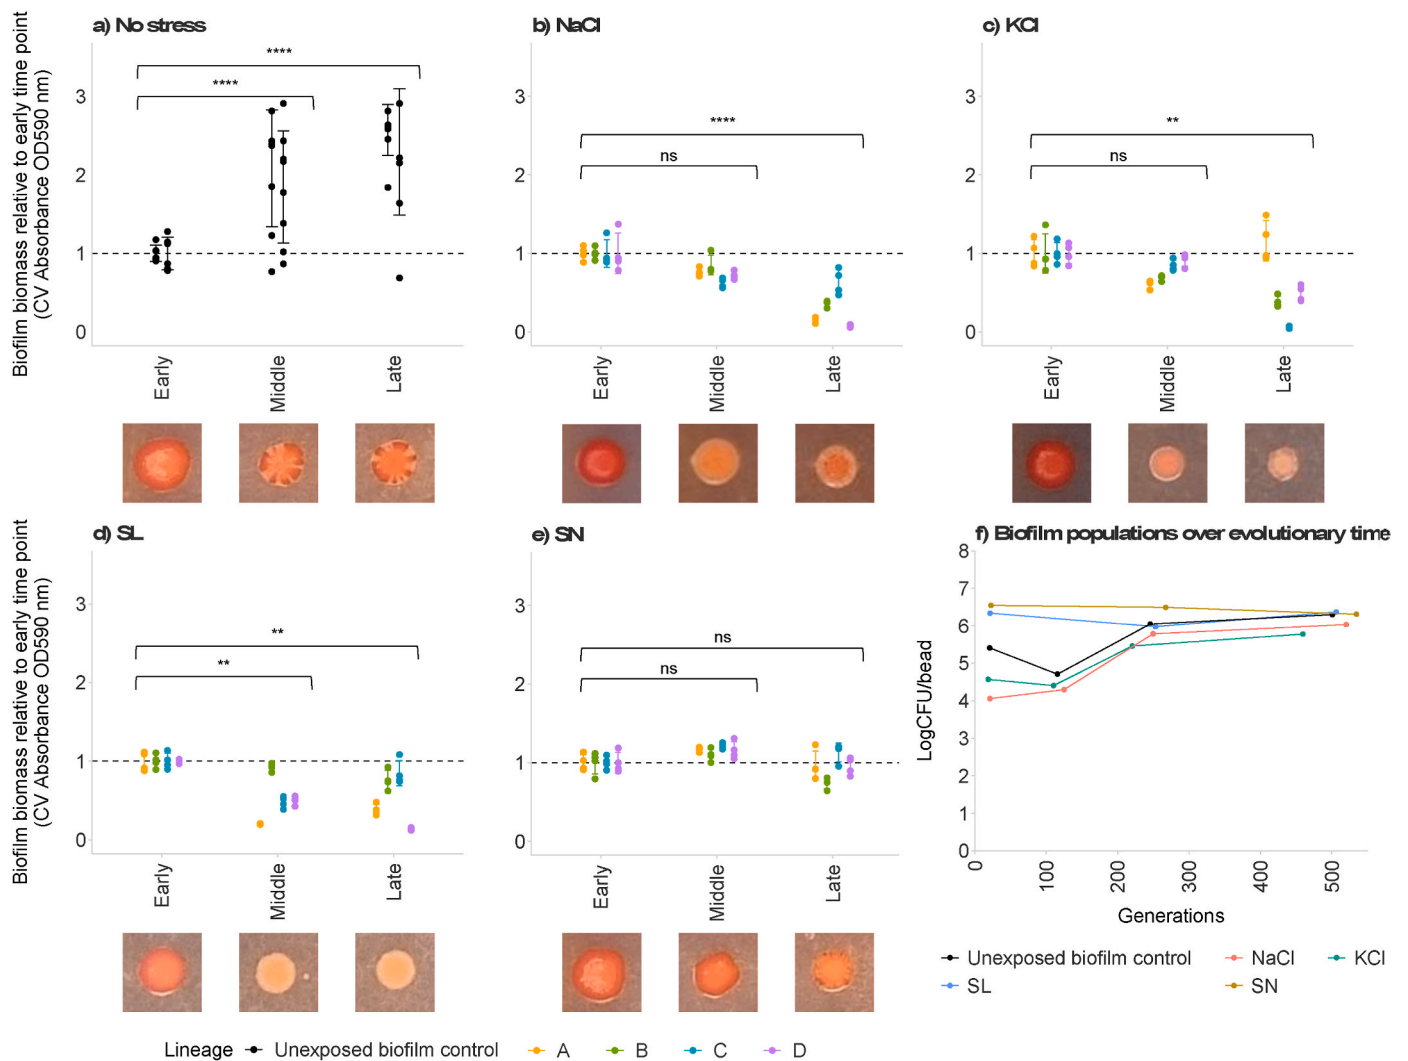 a) No stress
b) NaCl
c) KCl
Biofilm biomass relative to early time point
(CV Absorbance OD590 nm)
3
2
1
0
****
****
Early
Middle
Late
3
2
1
0
****
ns
Early
Middle
Late
3
2
1
0
**
ns
Early
Middle
Late
d) SL
e) SN
f) Biofilm populations over evolutionary time
Biofilm biomass relative to early time point
(CV Absorbance OD590 nm)
3
2
1
0
**
**
Early
Middle
Late
3
2
1
0
ns
ns
Early
Middle
Late
LogCFU/bead
8
7
6
5
4
3
2
1
0
0
100
200
300
400
500
Generations
Unexposed biofilm control NaCl KCl
SL SN
Lineage Unexposed biofilm control A B C D